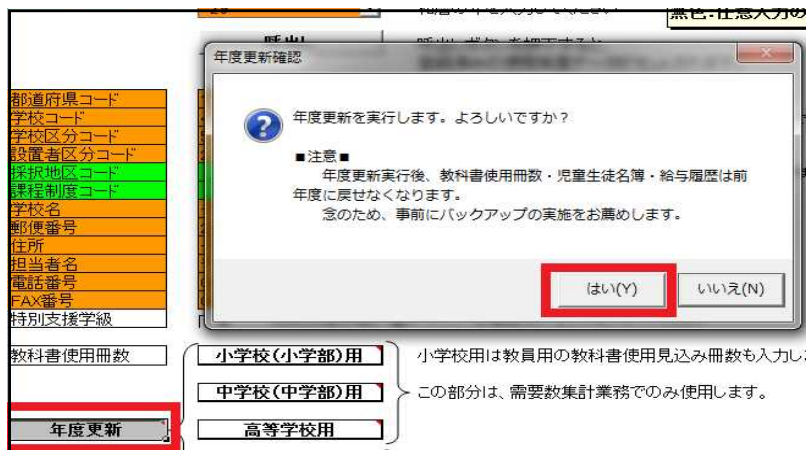 無色:任意入力の
年度更新確認
年度更新を実行します。よろしいですか？
■注意■
年度更新実行後、教科書使用冊数・児童生徒名簿・給与履歴は前
年度に戻せなくなります。
念のため、事前にバックアップの実施をお薦めします。
はい(Y)
いいえ(N)
都道府県コード
学校コード
学校区分コード
設置者区分コード
採択地区コード
課程制度コード
学校名
郵便番号
住所
担当者名
電話番号
FAX番号
特別支援学級
教科書使用冊数
小学校(小学部)用
小学校用は教員用の教科書使用見込み冊数も入力し
中学校(中学部)用
この部分は、需要数集計業務でのみ使用します。
年度更新
高等学校用